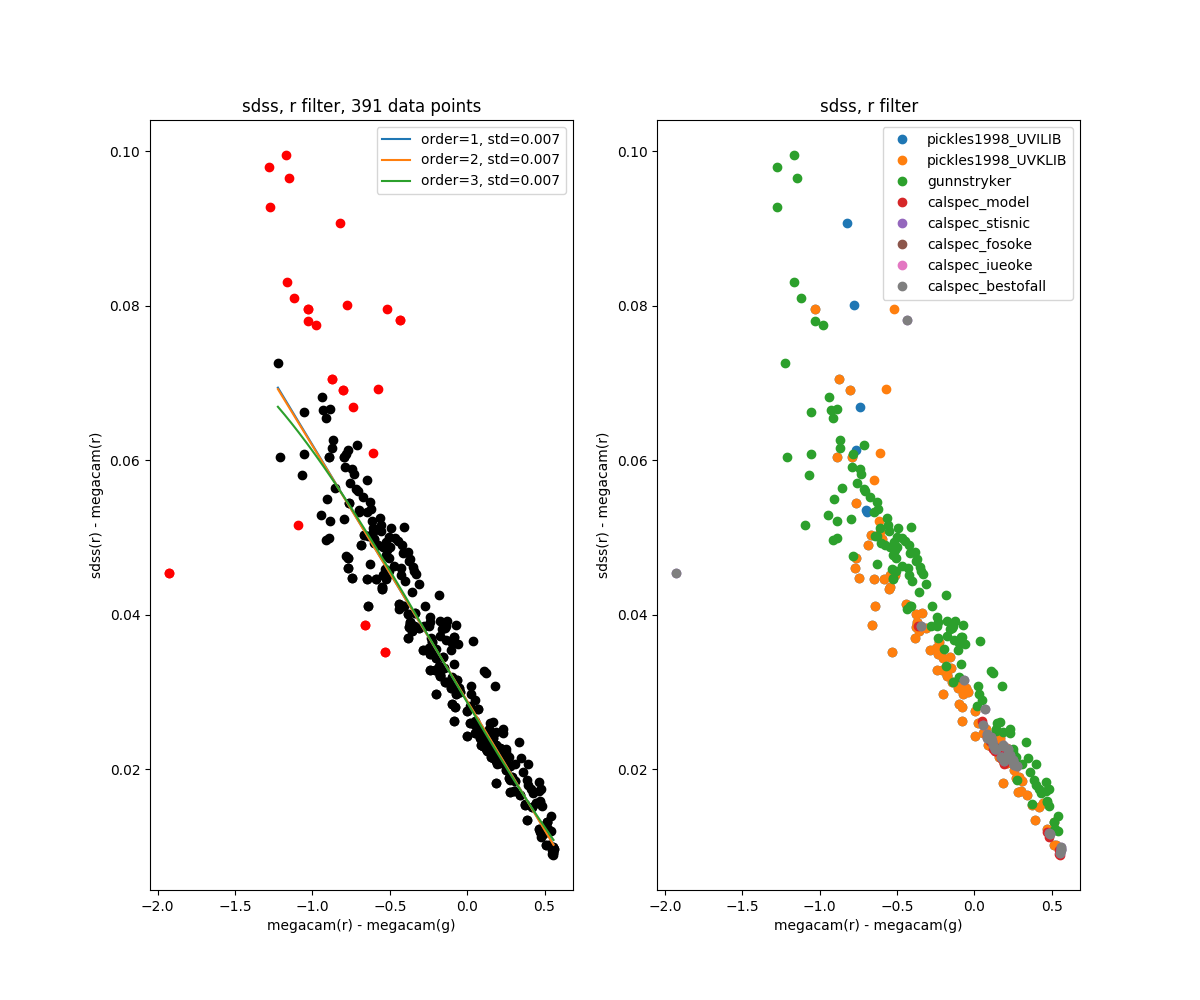 sdss, r filter, 391 data points
order=1, std=0.007
order=2, std=0.007
order=3, std=0.007
0.10
0.08
0.06
0.04
0.02
sdss(r) - megacam(r)
−2.0 −1.5 −1.0 −0.5 0.0 0.5
megacam(r) - megacam(g)
sdss, r filter
pickles1998_UVILIB
pickles1998_UVKLIB
gunnstryker
calspec_model
calspec_stisnic
calspec_fosoke
calspec_iueoke
calspec_bestofall
0.10
0.08
0.06
0.04
0.02
sdss(r) - megacam(r)
−2.0 −1.5 −1.0 −0.5 0.0 0.5
megacam(r) - megacam(g)